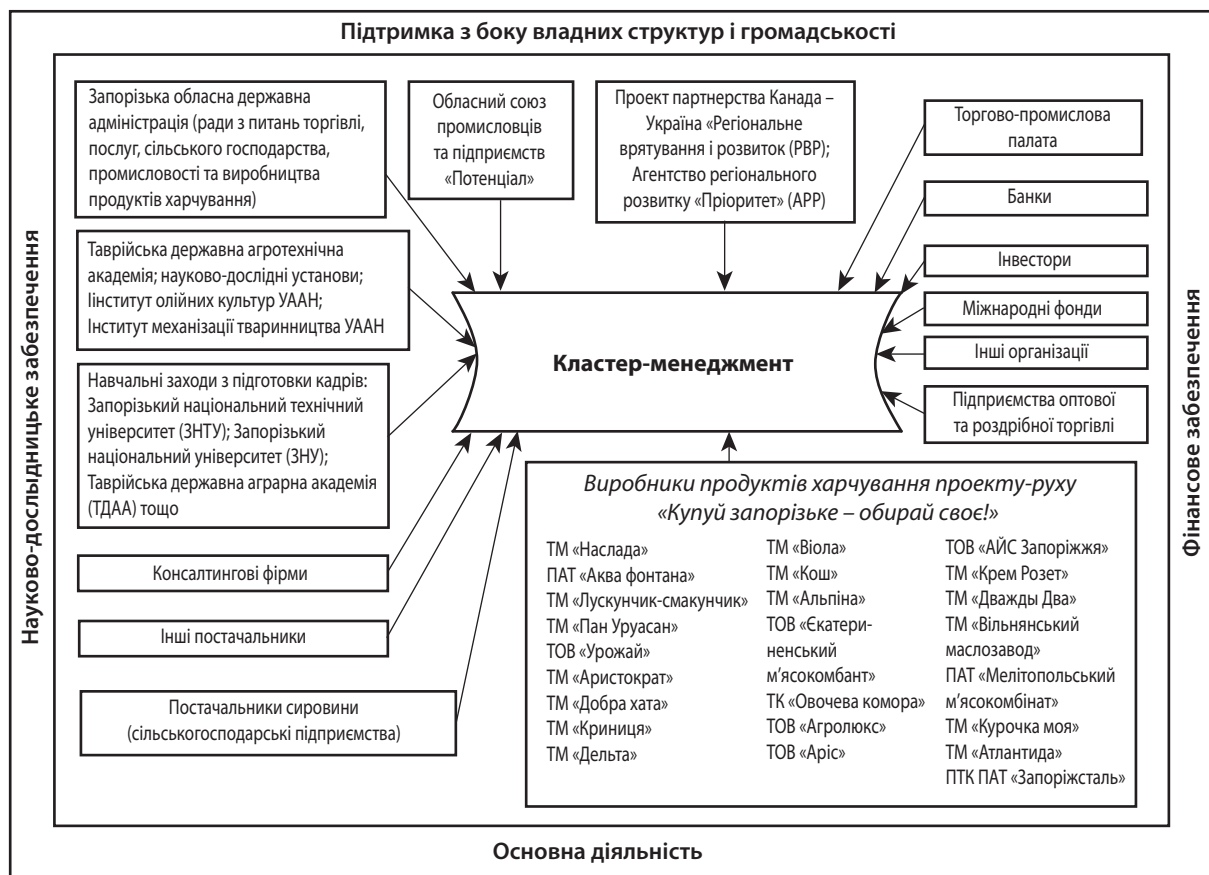 Підтримка з боку владних структур і громадськості
Запорізька обласна державна
адміністрація (ради з питань торгівлі,
послуг, сільського господарства,
промисловості та виробництва
продуктів харчування)
Обласний союз
промисловців
та підприємств
«Потенціал»
Проект партнерства Канада –
Україна «Регіональне
врятування і розвиток (РВР);
Агентство регіонального
розвитку «Пріоритет» (АРР)
Торгово-промислова
палата
Банки
Інвестори
Міжнародні фонди
Інші організації
Підприємства оптової
та роздрібної торгівлі
Науково-дослыдницьке забезпечення
Фінансове забезпечення
Таврійська державна агротехнічна
академія; науково-дослідні установи;
Іінститут олійних культур УААН;
Інститут механізації тваринництва УААН
Кластер-менеджмент
Навчальні заходи з підготовки кадрів:
Запорізький національний технічний
університет (ЗНТУ); Запорізький
національний університет (ЗНУ);
Таврійська державна аграрна академія
(ТДАА) тощо
Консалтингові фірми
Інші постачальники
Постачальники сировини
(сільськогосподарські підприємства)
Виробники продуктів харчування проекту-руху
«Купуй запорізьке – обирай своє!»
ТМ «Наслада»
ПАТ «Аква фонтана»
ТМ «Лускунчик-смакунчик»
ТМ «Пан Уруасан»
ТОВ «Урожай»
ТМ «Аристократ»
ТМ «Добра хата»
ТМ «Криниця»
ТМ «Дельта»
ТМ «Віола»
ТМ «Кош»
ТМ «Альпіна»
ТОВ «Єкатери-
ненський
м’ясокомбант»
ТК «Овочева комора»
ТОВ «Агролюкс»
ТОВ «Аріс»
ТОВ «АЙС Запоріжжя»
ТМ «Крем Розет»
ТМ «Дважды Два»
ТМ «Вільнянський
маслозавод»
ПАТ «Мелітопольський
м’ясокомбінат»
ТМ «Курочка моя»
ТМ «Атлантида»
ПТК ПАТ «Запоріжсталь»
Основна діяльність